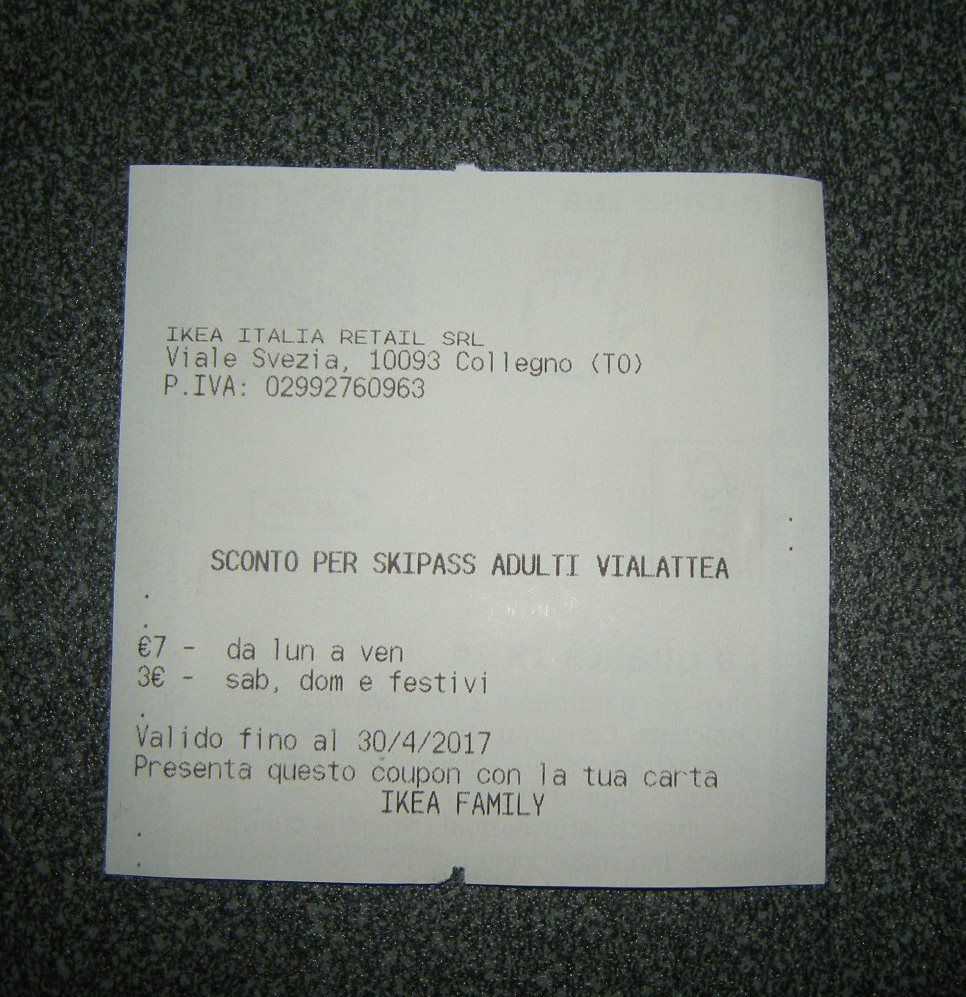 IKEA ITALIA RETAIL SRL
Viale Svezia, 10093 Collegno (TO)
P.IVA: 02992760963
SCONTO PER SKIPASS ADULTI VIALATTEA
€7 - da lun a ven
3€ - sab, dom e festivi
Valido fino al 30/4/2017
Presenta questo coupon con la tua carta
IKEA FAMILY